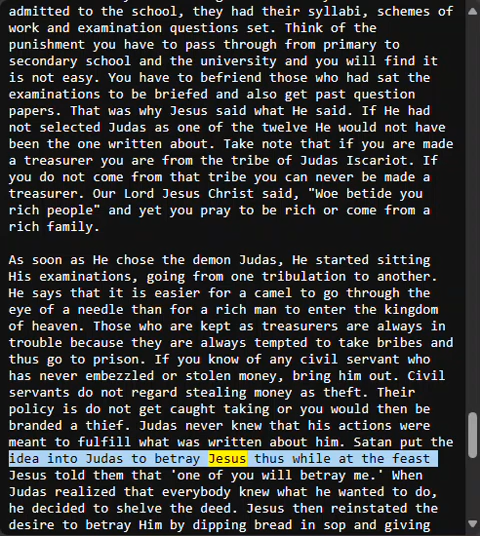 admitted to the school, they had their syllabi, schemes of
work and examination questions set. Think of the
punishment you have to pass through from primary to
secondary school and the university and you will find it
is not easy. You have to befriend those who had sat the
examinations to be briefed and also get past question
papers. That was why Jesus said what He said. If He had
not selected Judas as one of the twelve He would not have
been the one written about. Take note that if you are made
a treasurer you are from the tribe of Judas Iscariot. If
you do not come from that tribe you can never be made a
treasurer. Our Lord Jesus Christ said, "Woe betide you
rich people" and yet you pray to be rich or come from a
rich family.
As soon as He chose the demon Judas, He started sitting
His examinations, going from one tribulation to another.
He says that it is easier for a camel to go through the
eye of a needle than for a rich man to enter the kingdom
of heaven. Those who are kept as treasurers are always in
trouble because they are always tempted to take bribes and
thus go to prison. If you know of any civil servant who
has never embezzled or stolen money, bring him out. Civil
servants do not regard stealing money as theft. Their
policy is do not get caught taking or you would then be
branded a thief. Judas never knew that his actions were
meant to fulfill what was written about him. Satan put the
idea into Judas to betray Jesus thus while at the feast
Jesus told them that 'one of you will betray me.' When
Judas realized that everybody knew what he wanted to do,
he decided to shelve the deed. Jesus then reinstated the
desire to betray Him by dipping bread in sop and giving